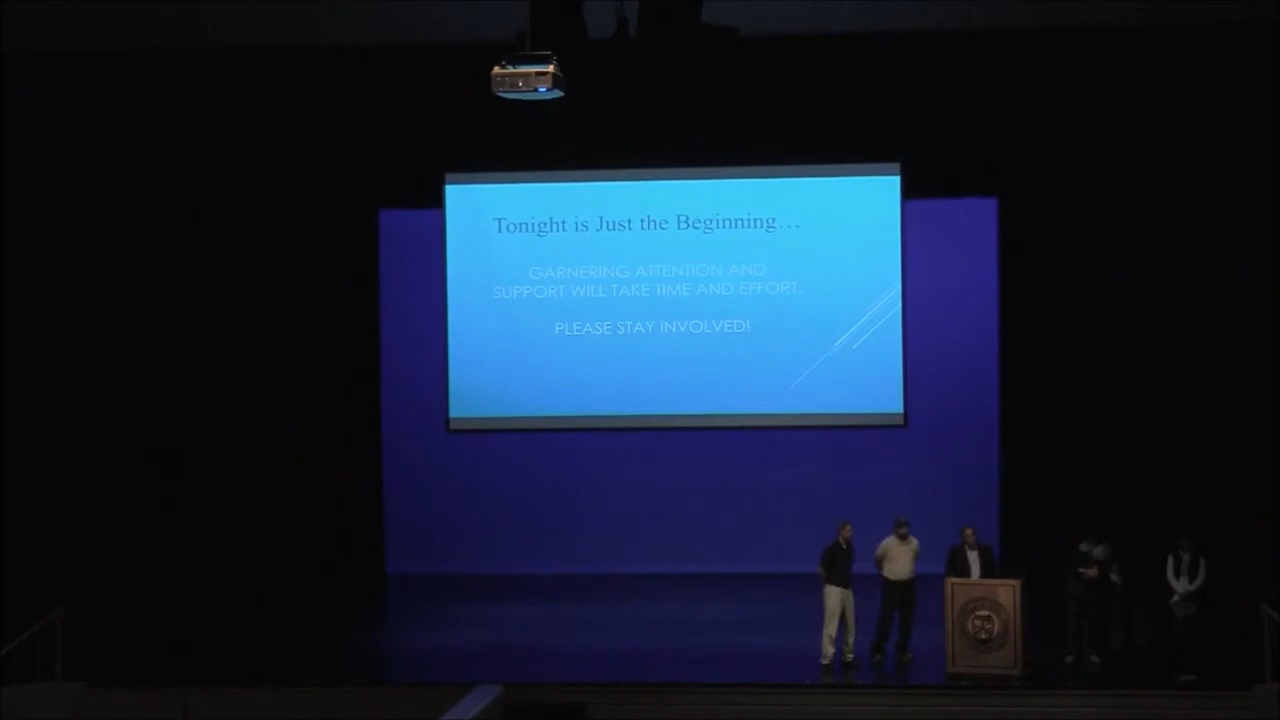 Tonight is Just the Beginning…
GARNERING ATTENTION AND
SUPPORT WILL TAKE TIME AND EFFORT.
PLEASE STAY INVOLVED!